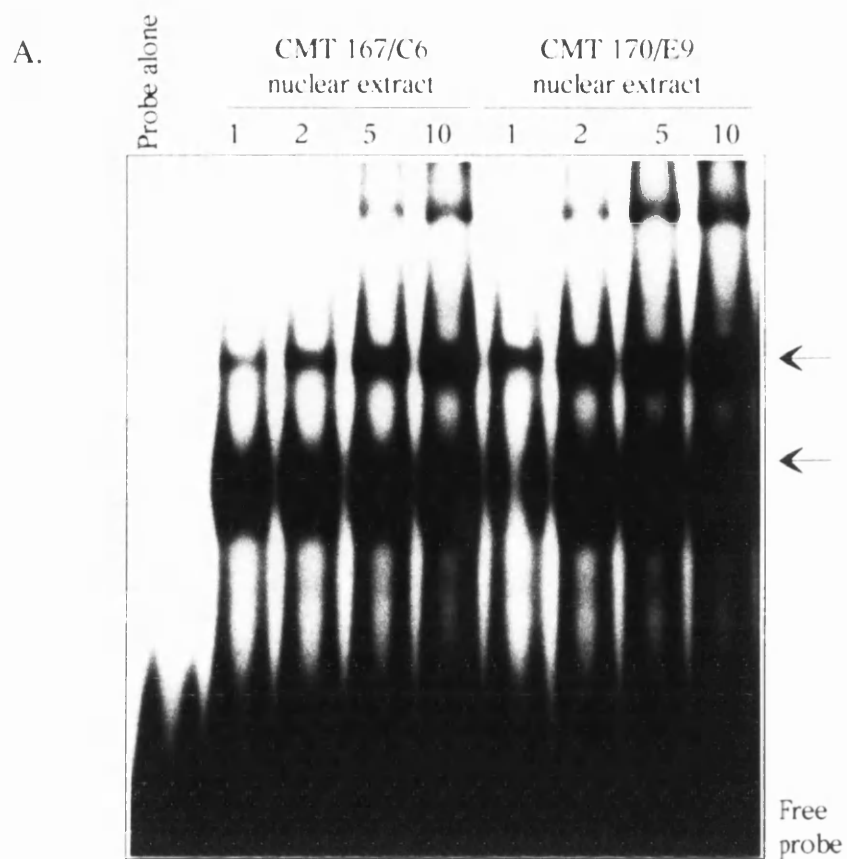 A.
Probe alone
CMT 167/C6
nuclear extract
CMT 170/E9
nuclear extract
1 2 5 10 1 2 5 10
Free
probe